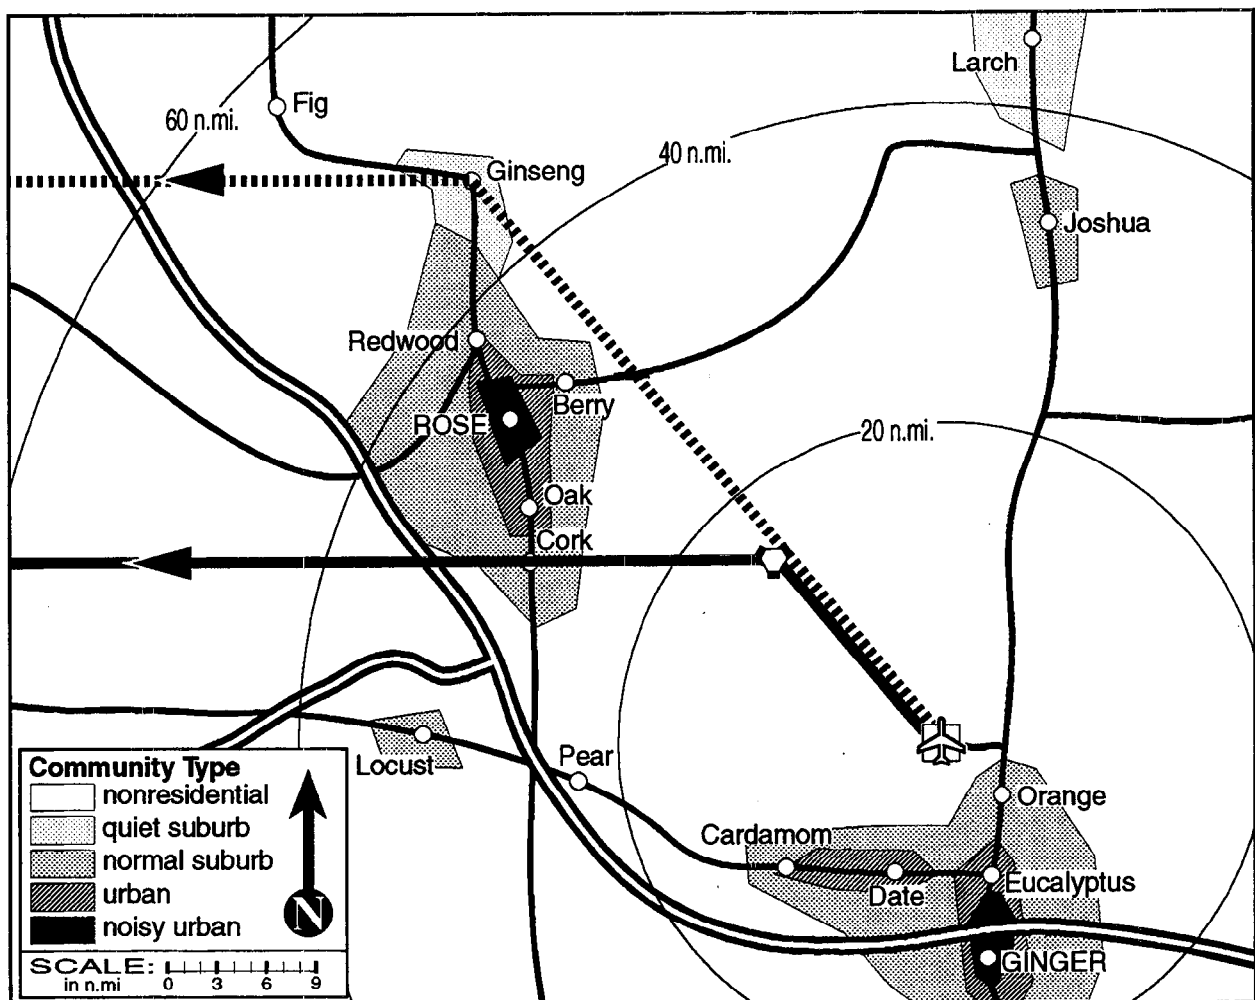 Larch
Fig
60 n.mi.
40 n.mi.
Ginseng
Joshua
Redwood
Berry
ROSE
20 n.mi.
Oak
Cork
Pear
Locust
Orange
Cardamom
Date
Eucalyptus
GINGER
Community Type
nonresidential
quiet suburb
normal suburb
urban
noisy urban
N
SCALE:
in n.mi
0 3 6 9